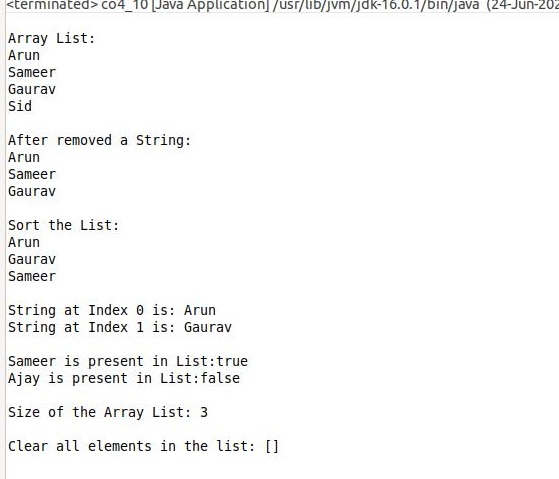 <terminated> co4_10 [Java Application] /usr/lib/jvm/jdk-16.0.1/bin/java (24-Jun-202
Array List:
Arun
Sameer
Gaurav
Sid
After removed a String:
Arun
Sameer
Gaurav
Sort the List:
Arun
Gaurav
Sameer
String at Index 0 is: Arun
String at Index 1 is: Gaurav
Sameer is present in List:true
Ajay is present in List:false
Size of the Array List: 3
Clear all elements in the list: []